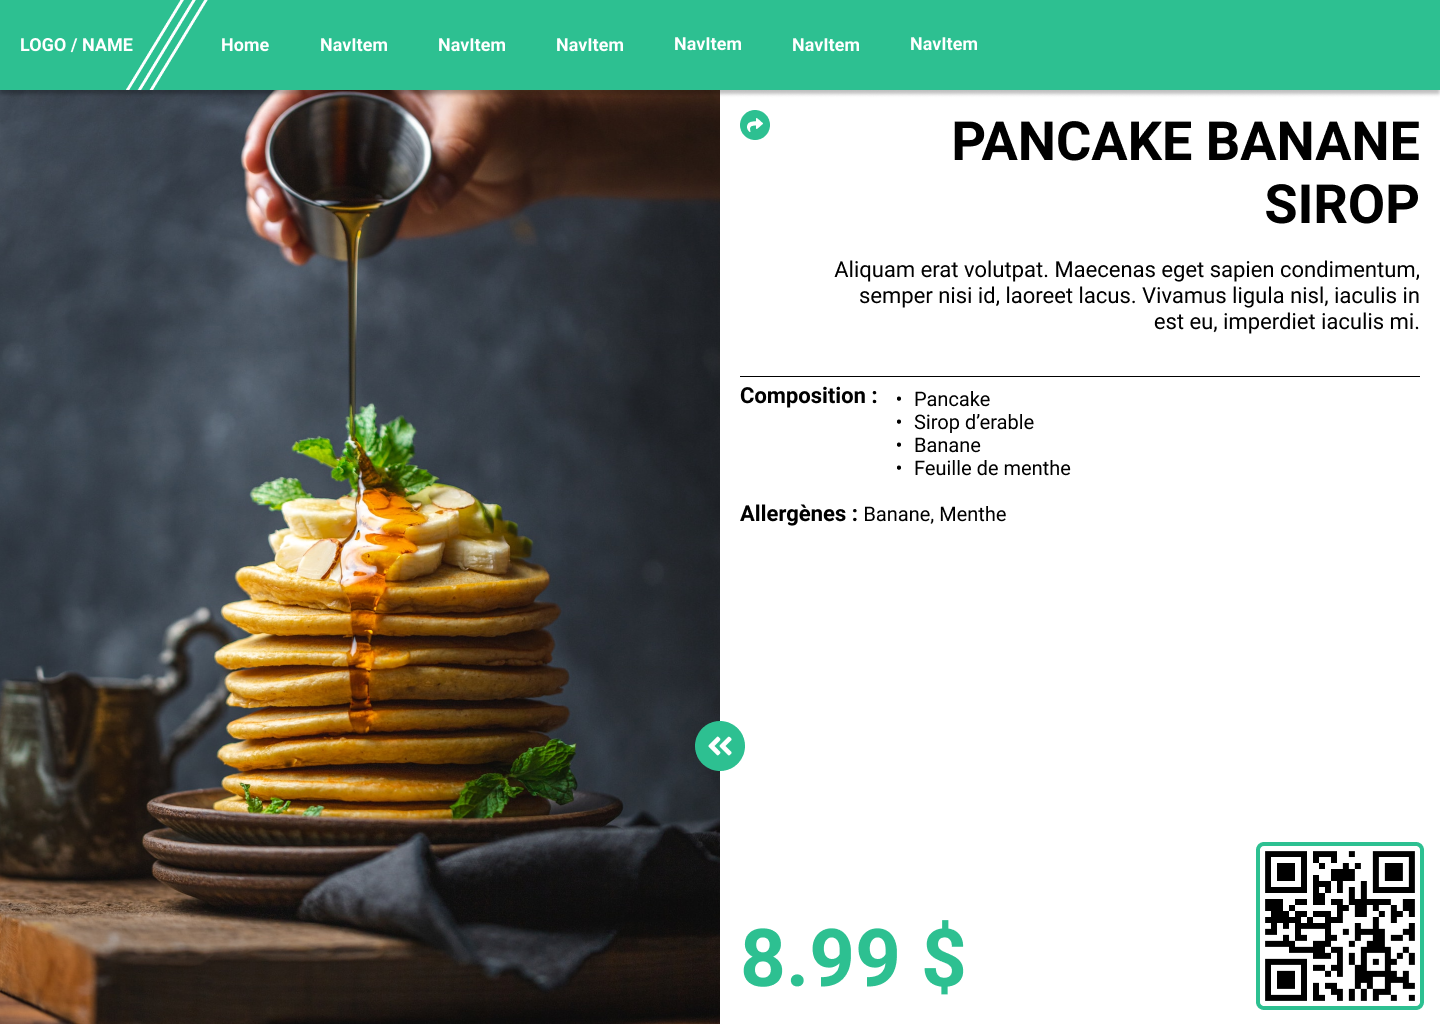 LOGO / NAME
Home
NavItem
NavItem
NavItem
NavItem
NavItem
NavItem
PANCAKE BANANE
SIROP
Aliquam erat volutpat. Maecenas eget sapien condimentum,
semper nisi id, laoreet lacus. Vivamus ligula nisl, iaculis in
est eu, imperdiet iaculis mi.
Composition :
• Pancake
• Sirop d’erable
• Banane
• Feuille de menthe
Allergènes : Banane, Menthe
8.99 $